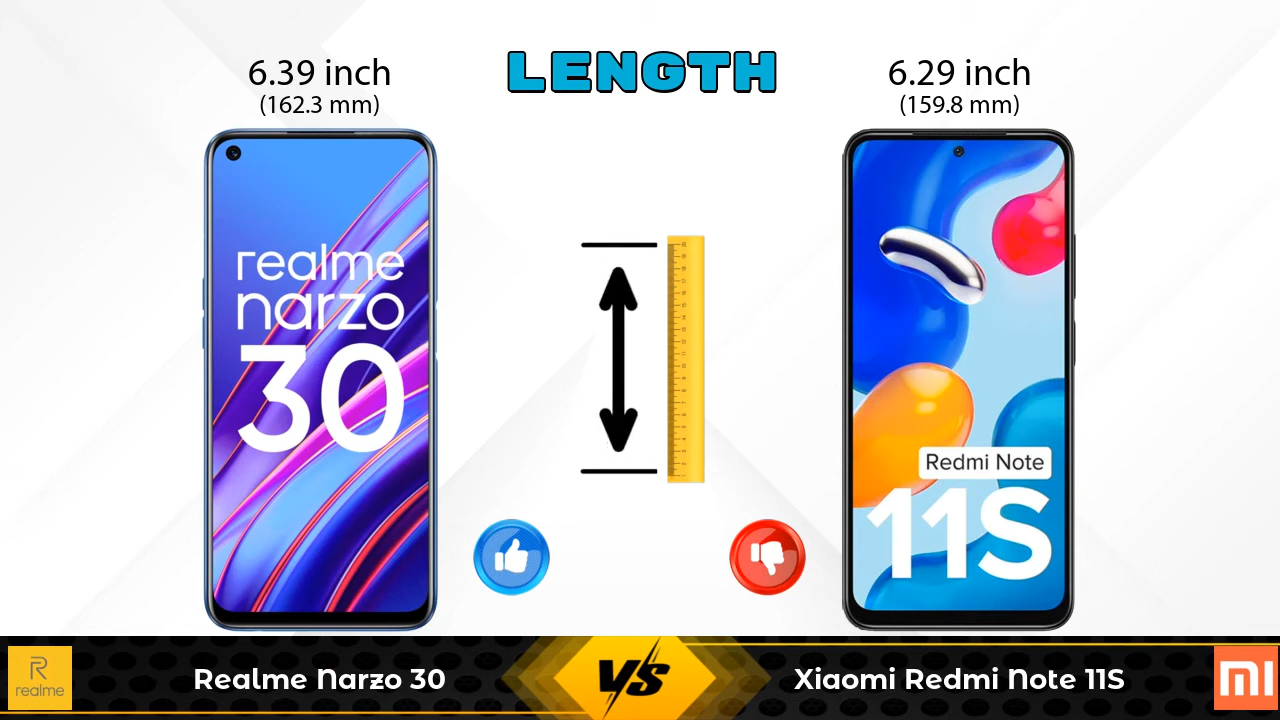 LENGTH
6.39 inch
(162.3 mm)
6.29 inch
(159.8 mm)
realme
narzo
30
Redmi Note
11S
R
realme
Realme Narzo 30
VS
Xiaomi Redmi Note 11S
MI